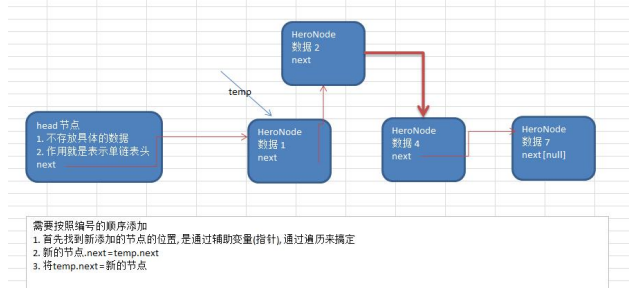 HeroNode
数据 2
next
temp
head 节点
1. 不存放具体的数据
2. 作用就是表示单链表头
next
HeroNode
数据 1
next
HeroNode
数据 4
next
HeroNode
数据 7
next [null]
需要按照编号的顺序添加
1. 首先找到新添加的节点的位置, 是通过辅助变量(指针), 通过遍历来搞定
2. 新的节点.next = temp.next
3. 将temp.next = 新的节点